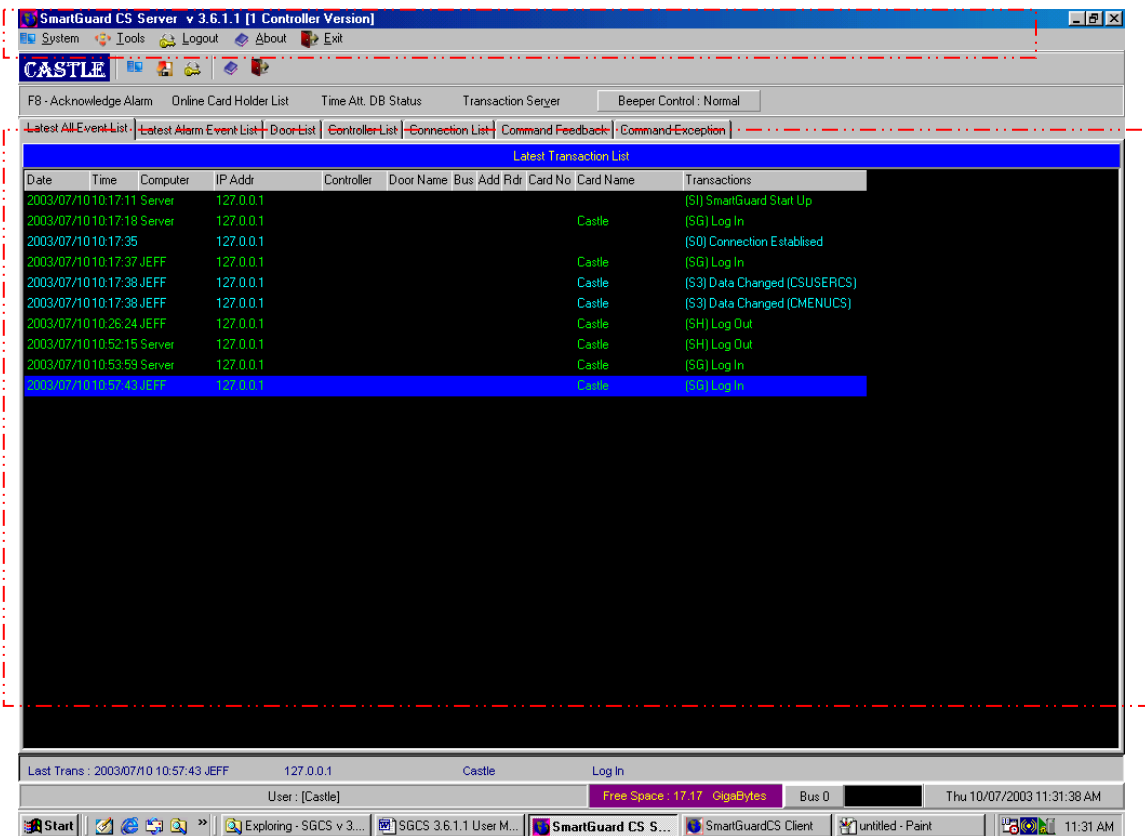 SmartGuard CS Server v 3.6.1.1 [1 Controller Version]
System Tools Logout About Exit
CASTLE
F8 - Acknowledge Alarm Online Card Holder List Time Att. DB Status Transaction Server Beeper Control : Normal
Latest All Event List Latest Alarm Event List Door List Controller List Connection List Command Feedback Command Exception
Latest Transaction List
Date Time Computer IP Addr Controller Door Name Bus Add Rdr Card No Card Name Transactions
2003/07/10 10:17:11 Server 127.0.0.1 (SI) SmartGuard Start Up
2003/07/10 10:17:18 Server 127.0.0.1 Castle (SG) Log In
2003/07/10 10:17:35 127.0.0.1 (S0) Connection Establised
2003/07/10 10:17:37 JEFF 127.0.0.1 Castle (SG) Log In
2003/07/10 10:17:38 JEFF 127.0.0.1 Castle (S3) Data Changed (CSUSERCS)
2003/07/10 10:17:38 JEFF 127.0.0.1 Castle (S3) Data Changed (CMENUCS)
2003/07/10 10:26:24 JEFF 127.0.0.1 Castle (SH) Log Out
2003/07/10 10:52:15 Server 127.0.0.1 Castle (SH) Log Out
2003/07/10 10:53:59 Server 127.0.0.1 Castle (SG) Log In
2003/07/10 10:57:43 JEFF 127.0.0.1 Castle (SG) Log In
Last Trans : 2003/07/10 10:57:43 JEFF 127.0.0.1 Castle Log In
User : [Castle] Free Space : 17.17 GigaBytes Bus 0 Thu 10/07/2003 11:31:38 AM
Start » Exploring - SGCS v 3.... SGCS 3.6.1.1 User M... SmartGuard CS S... SmartGuardCS Client untitled - Paint 11:31 AM